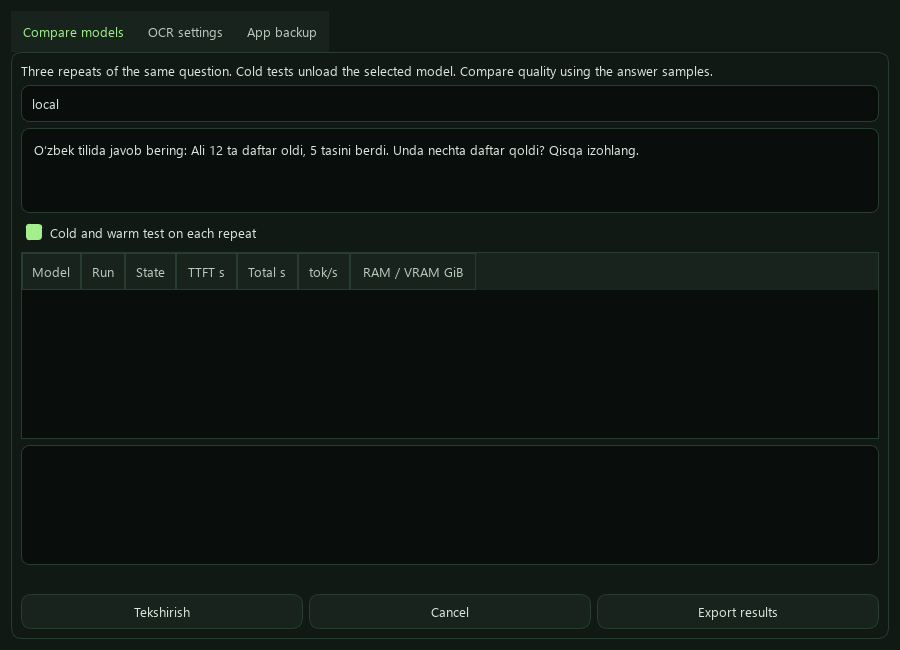 Compare models OCR settings App backup
Three repeats of the same question. Cold tests unload the selected model. Compare quality using the answer samples.
local
O‘zbek tilida javob bering: Ali 12 ta daftar oldi, 5 tasini berdi. Unda nechta daftar qoldi? Qisqa izohlang.
Cold and warm test on each repeat
Model Run State TTFT s Total s tok/s RAM / VRAM GiB
Tekshirish Cancel Export results